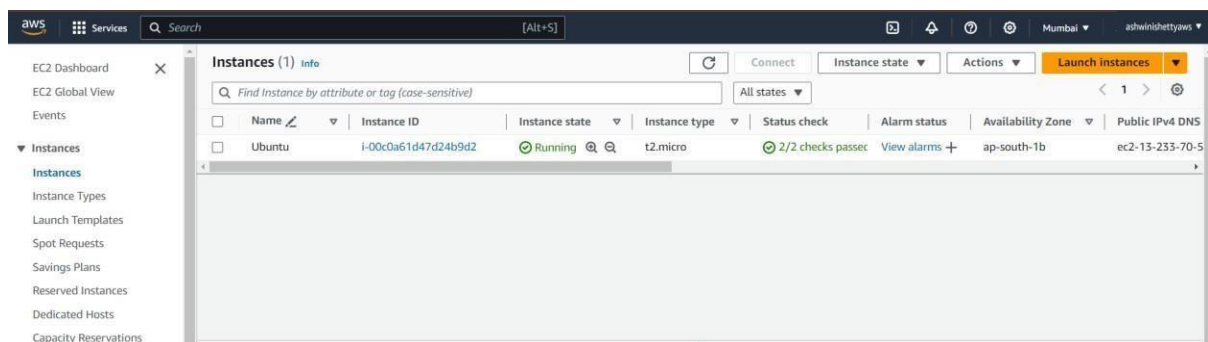 aws Services Search [Alt+S] Mumbai ashwinishettyaws
EC2 Dashboard
EC2 Global View
Events
Instances
Instances
Instance Types
Launch Templates
Spot Requests
Savings Plans
Reserved Instances
Dedicated Hosts
Capacity Reservations
Instances (1) Info Connect Instance state Actions Launch instances
Find Instance by attribute or tag (case-sensitive) All states 1
Name Instance ID Instance state Instance type Status check Alarm status Availability Zone Public IPv4 DNS
Ubuntu i-00c0a61d47d24b9d2 Running t2.micro 2/2 checks passec View alarms + ap-south-1b ec2-13-233-70-5